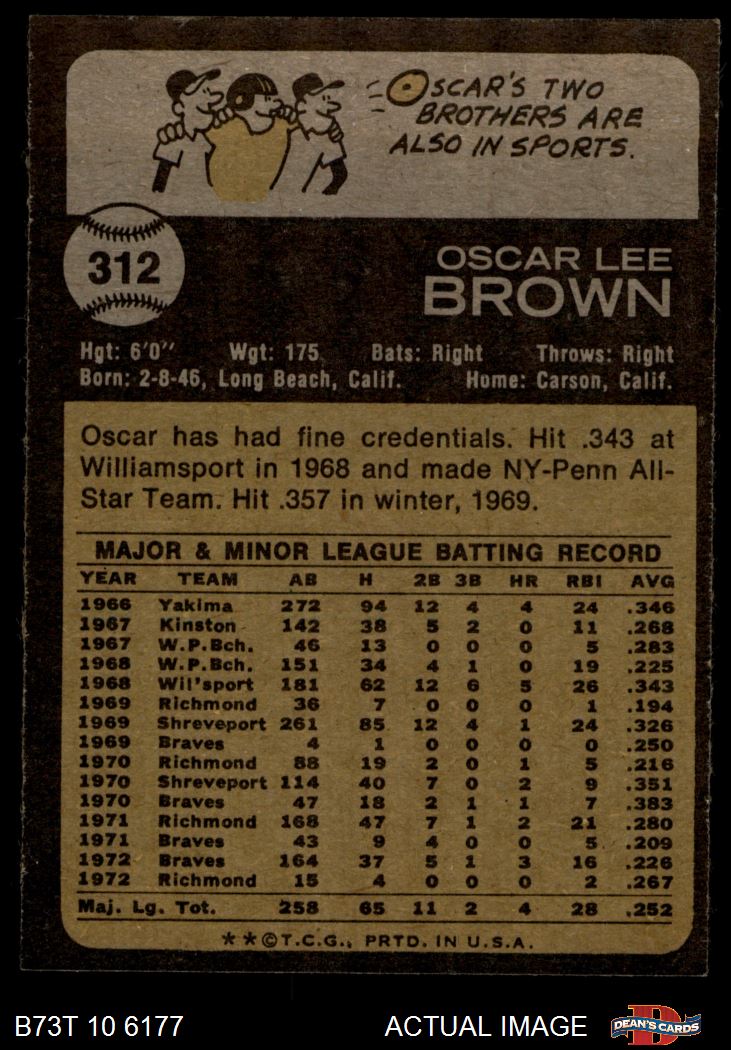 OSCAR'S TWO
BROTHERS ARE
ALSO IN SPORTS.
312
OSCAR LEE
BROWN
Hgt: 6'0" Wgt: 175 Bats: Right Throws: Right
Born: 2-8-46, Long Beach, Calif. Home: Carson, Calif.
Oscar has had fine credentials. Hit .343 at
Williamsport in 1968 and made NY-Penn All-
Star Team. Hit .357 in winter, 1969.
MAJOR & MINOR LEAGUE BATTING RECORD
YEAR TEAM AB H 2B 3B HR RBI AVG
1966 Yakima 272 94 12 4 4 24 .346
1967 Kinston 142 38 5 2 0 11 .268
1967 W.P.Bch. 46 13 0 0 0 5 .283
1968 W.P.Bch. 151 34 4 1 0 19 .225
1968 Wil'sport 181 62 12 6 5 26 .343
1969 Richmond 36 7 0 0 0 1 .194
1969 Shreveport 261 85 12 4 1 24 .326
1969 Braves 4 1 0 0 0 0 .250
1970 Richmond 88 19 2 0 1 5 .216
1970 Shreveport 114 40 7 0 2 9 .351
1970 Braves 47 18 2 1 1 7 .383
1971 Richmond 168 47 7 1 2 21 .280
1971 Braves 43 9 4 0 0 5 .209
1972 Braves 164 37 5 1 3 16 .226
1972 Richmond 15 4 0 0 0 2 .267
Maj. Lg. Tot. 258 65 11 2 4 28 .252
**©T.C.G., PRTD. IN U.S.A.
B73T 10 6177 ACTUAL IMAGE D DEAN'S CARDS